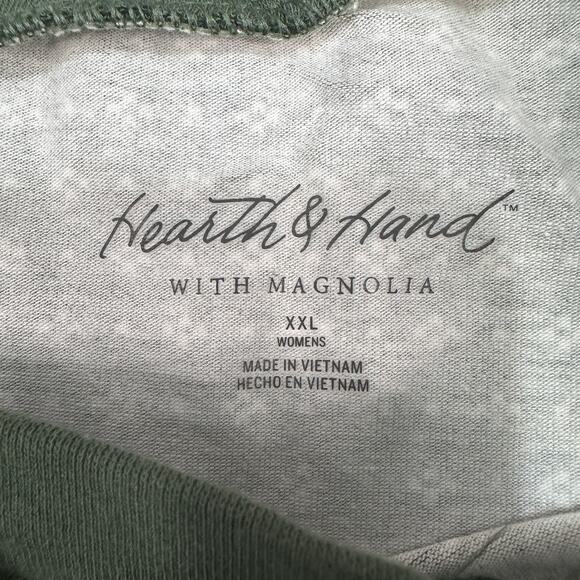 Hearth & Hand™
WITH MAGNOLIA
XXL
WOMENS
MADE IN VIETNAM
HECHO EN VIETNAM